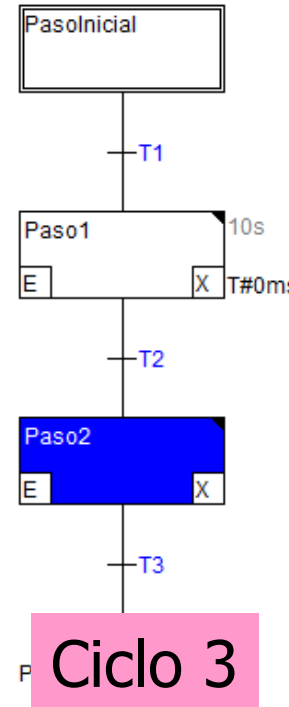 PasoInicial
T1
Paso1
10s
E
X
T#0ms
T2
Paso2
E
X
T3
P
Ciclo 3